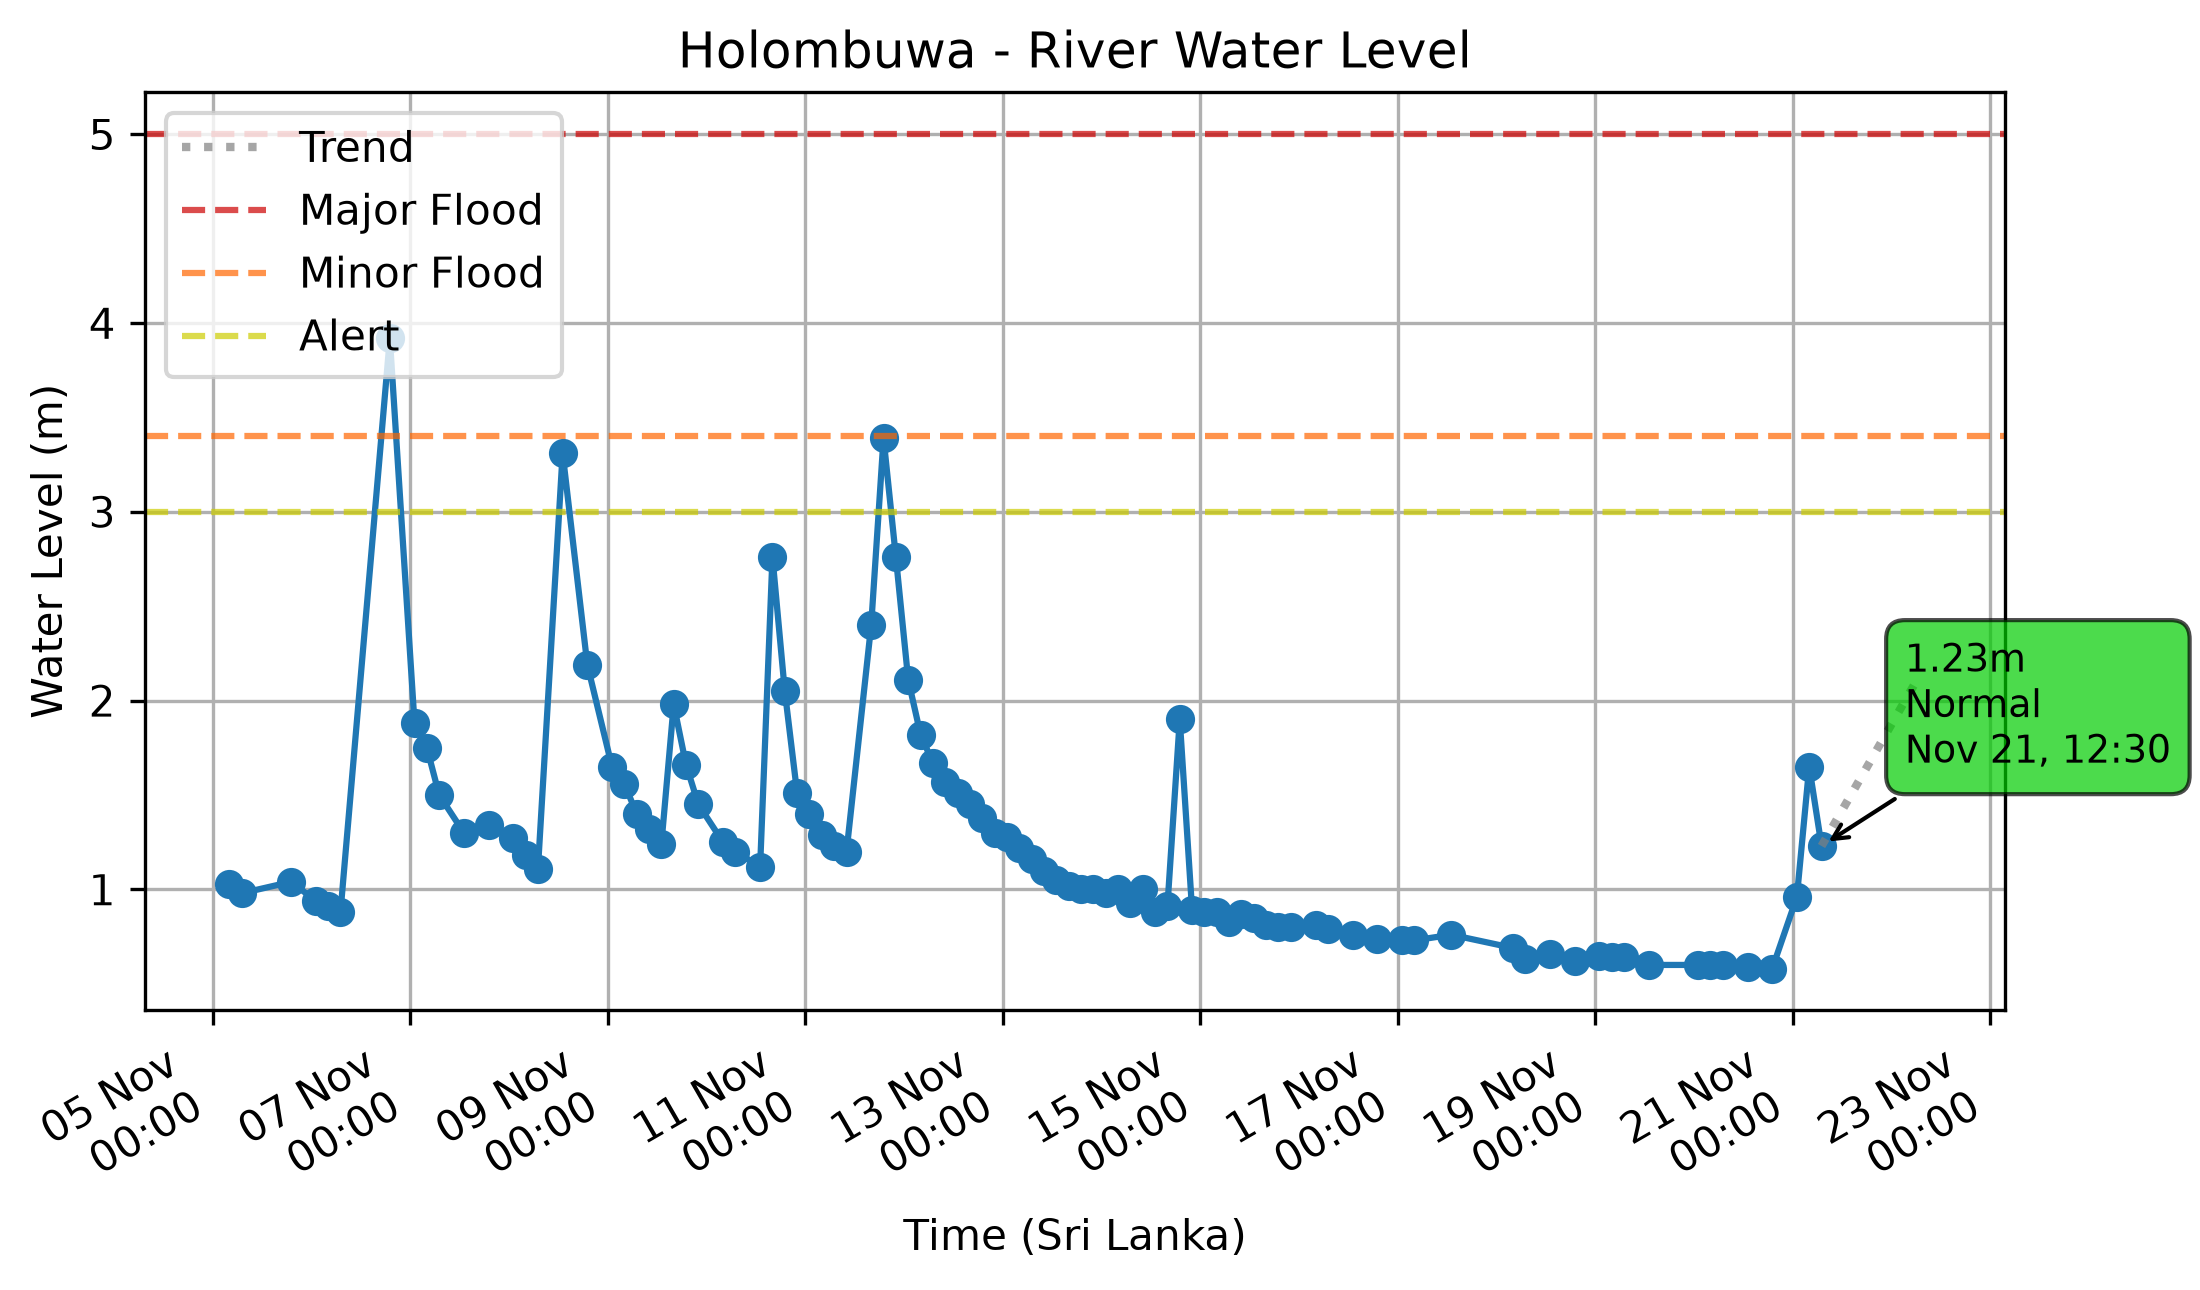 Holombuwa - River Water Level
Trend
Major Flood
Minor Flood
Alert
Water Level (m)
5
4
3
2
1
1.23m
Normal
Nov 21, 12:30
05 Nov
00:00
07 Nov
00:00
09 Nov
00:00
11 Nov
00:00
13 Nov
00:00
15 Nov
00:00
17 Nov
00:00
19 Nov
00:00
21 Nov
00:00
23 Nov
00:00
Time (Sri Lanka)